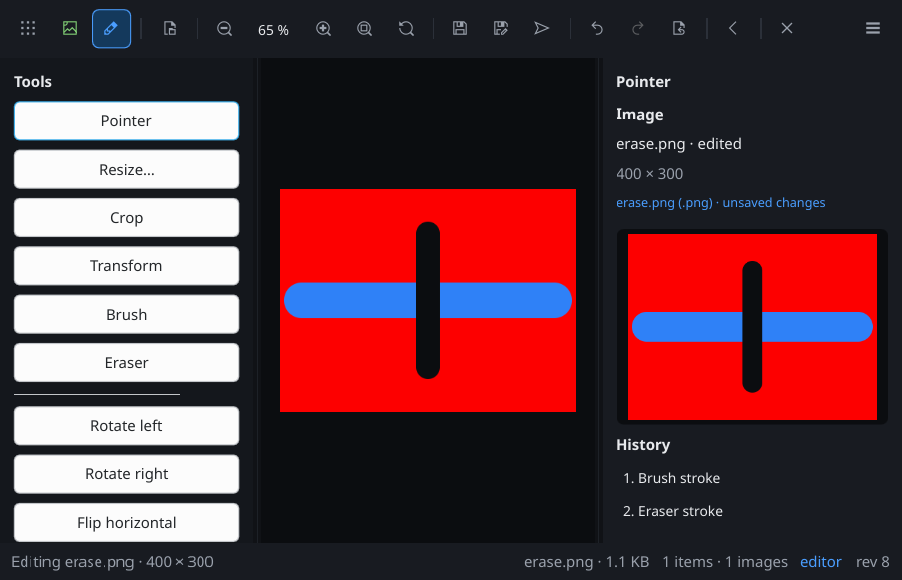 65 %
Tools
Pointer
Resize...
Crop
Transform
Brush
Eraser
Rotate left
Rotate right
Flip horizontal
Pointer
Image
erase.png · edited
400 × 300
erase.png (.png) · unsaved changes
History
1. Brush stroke
2. Eraser stroke
Editing erase.png · 400 × 300
erase.png · 1.1 KB 1 items · 1 images editor rev 8